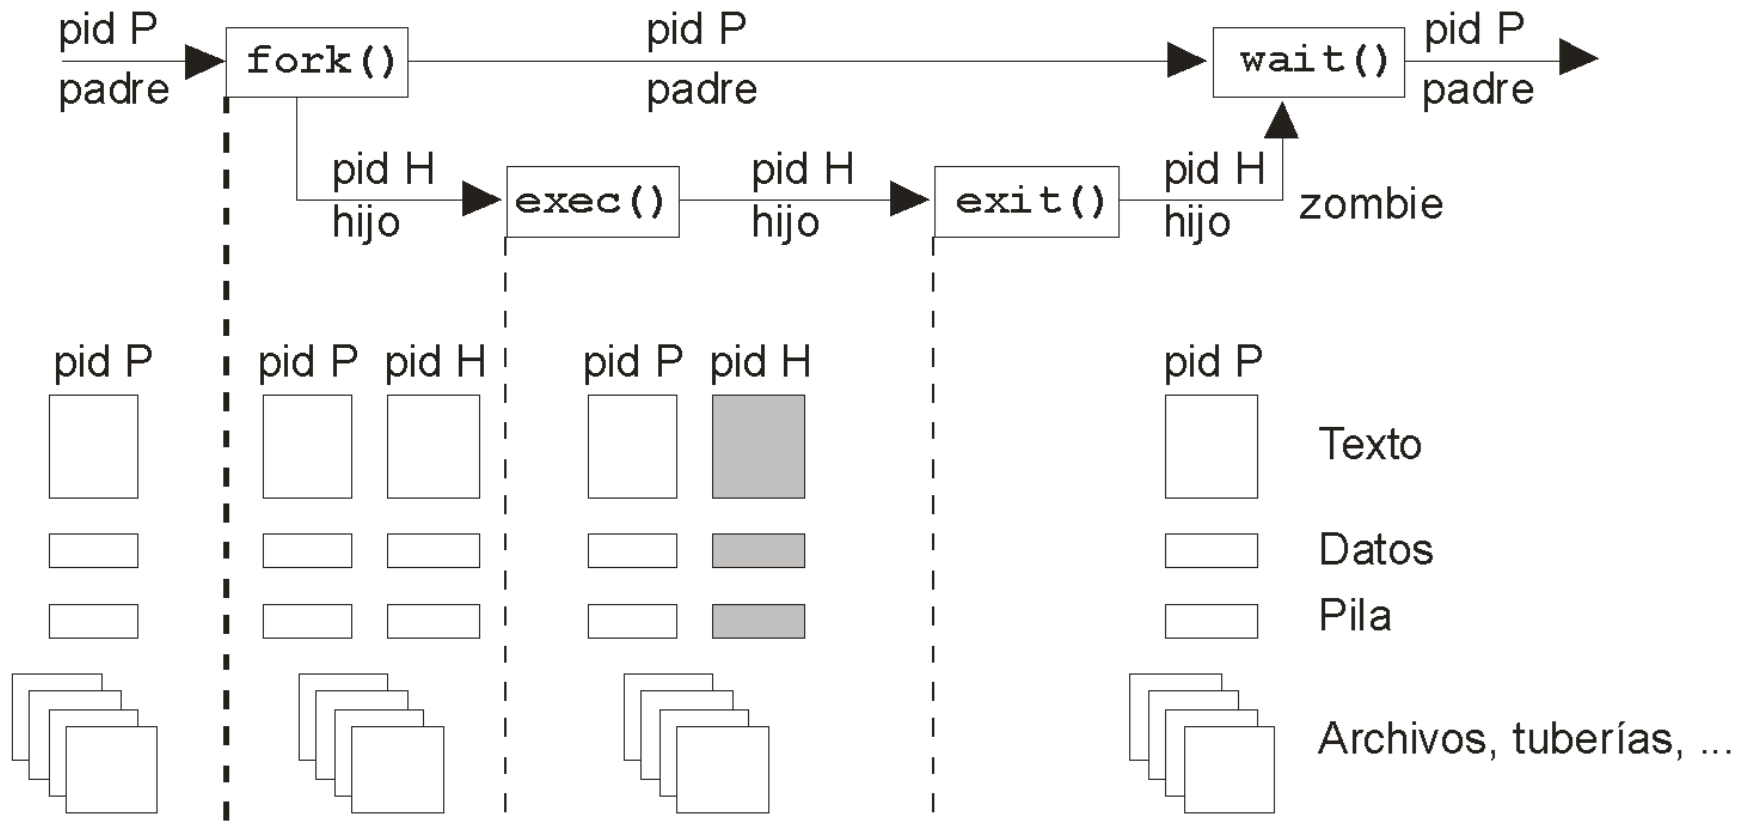 pid P
padre
fork()
pid P
padre
wait()
pid P
padre
pid H
hijo
exec()
pid H
hijo
exit()
pid H
hijo
zombie
pid P
pid P
pid H
pid P
pid H
pid P
Texto
Datos
Pila
Archivos, tuberías, ...